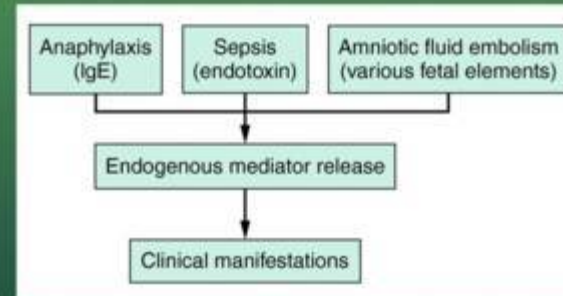 Anaphylaxis
(IgE)
Sepsis
(endotoxin)
Amniotic fluid embolism
(various fetal elements)
Endogenous mediator release
Clinical manifestations